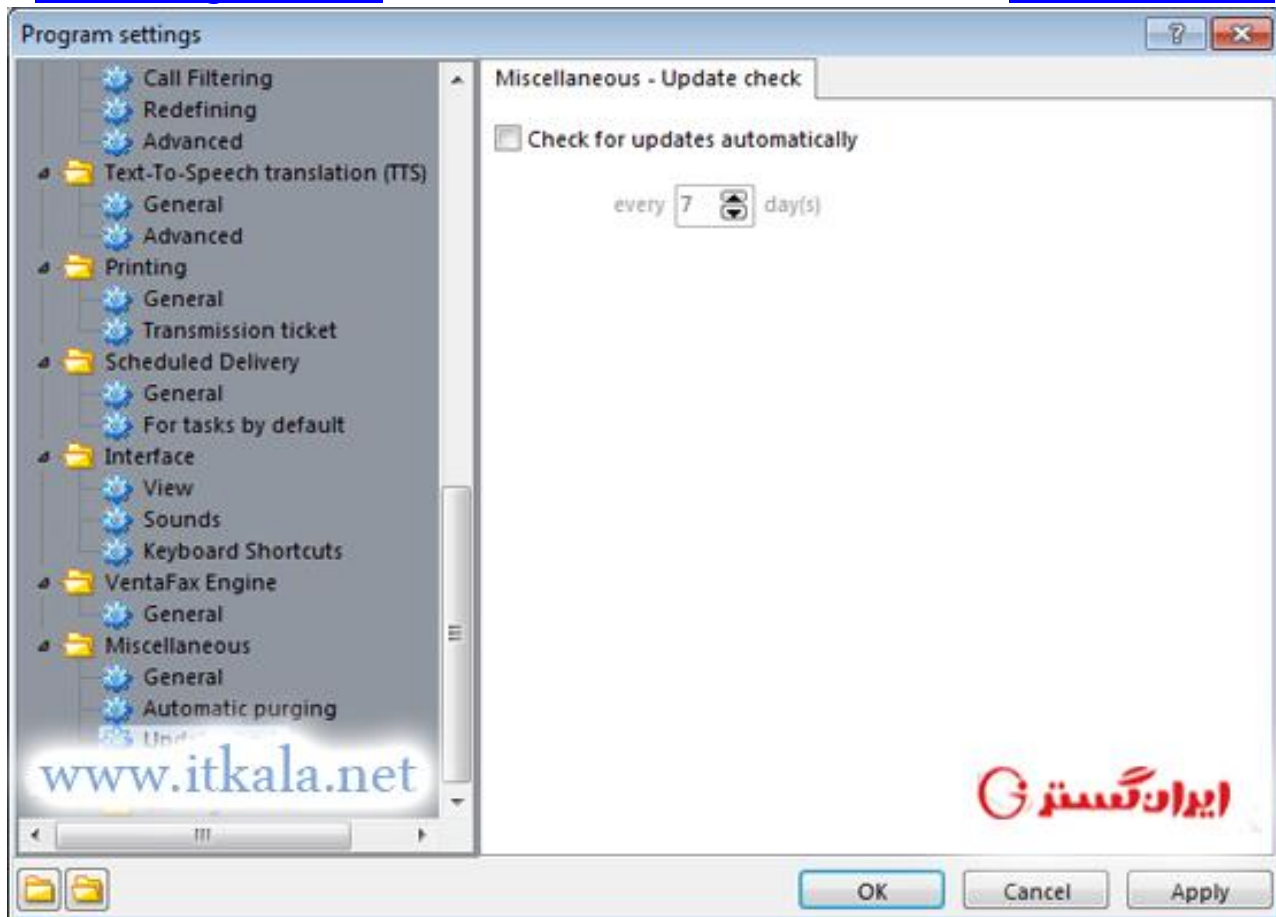 Program settings
Call Filtering
Redefining
Advanced
Text-To-Speech translation (TTS)
General
Advanced
Printing
General
Transmission ticket
Scheduled Delivery
General
For tasks by default
Interface
View
Sounds
Keyboard Shortcuts
VentaFax Engine
General
Miscellaneous
General
Automatic purging
www.itkala.net
Miscellaneous - Update check
Check for updates automatically
every 7 day(s)
ایران گستر
OK Cancel Apply